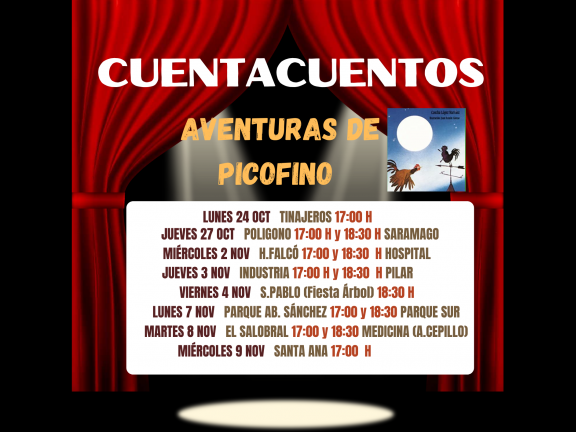 CUENTACUENTOS
AVENTURAS DE
PICOFINO
LUNES 24 OCT TINAJEROS 17:00 H
JUEVES 27 OCT POLIGONO 17:00 H y 18:30 H SARAMAGO
MIÉRCOLES 2 NOV H.FALCÓ 17:00 y 18:30 H HOSPITAL
JUEVES 3 NOV INDUSTRIA 17:00 H y 18:30 H PILAR
VIERNES 4 NOV S.PABLO (Fiesta Árbol) 18:30 H
LUNES 7 NOV PARQUE AB. SÁNCHEZ 17:00 y 18:30 PARQUE SUR
MARTES 8 NOV EL SALOBRAL 17:00 y 18:30 MEDICINA (A.CEPILLO)
MIÉRCOLES 9 NOV SANTA ANA 17:00 H